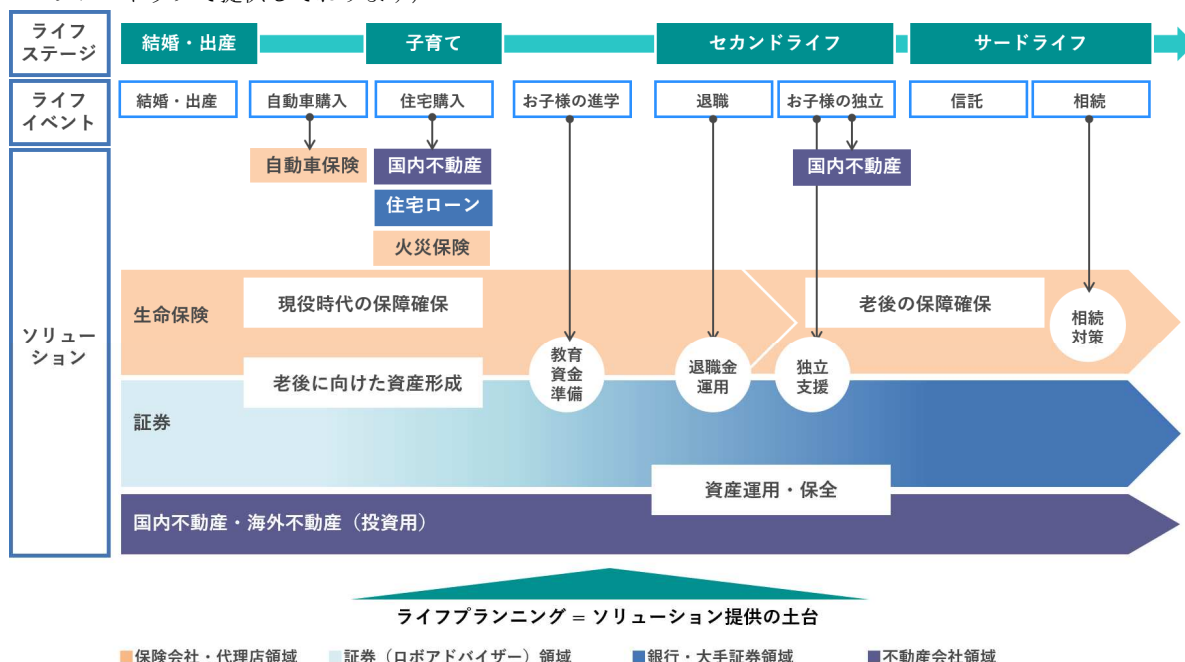 ライフ
ステージ
結婚・出産
子育て
セカンドライフ
サードライフ
ライフ
イベント
結婚・出産
自動車購入
住宅購入
お子様の進学
退職
お子様の独立
信託
相続
ソリュー
ション
自動車保険
国内不動産
国内不動産
住宅ローン
火災保険
生命保険
現役時代の保障確保
老後の保障確保
相続
対策
老後に向けた資産形成
教育
資金
準備
退職金
運用
独立
支援
証券
資産運用・保全
国内不動産・海外不動産（投資用）
ライフプランニング = ソリューション提供の土台
保険会社・代理店領域
証券（ロボアドバイザー）領域
銀行・大手証券領域
不動産会社領域